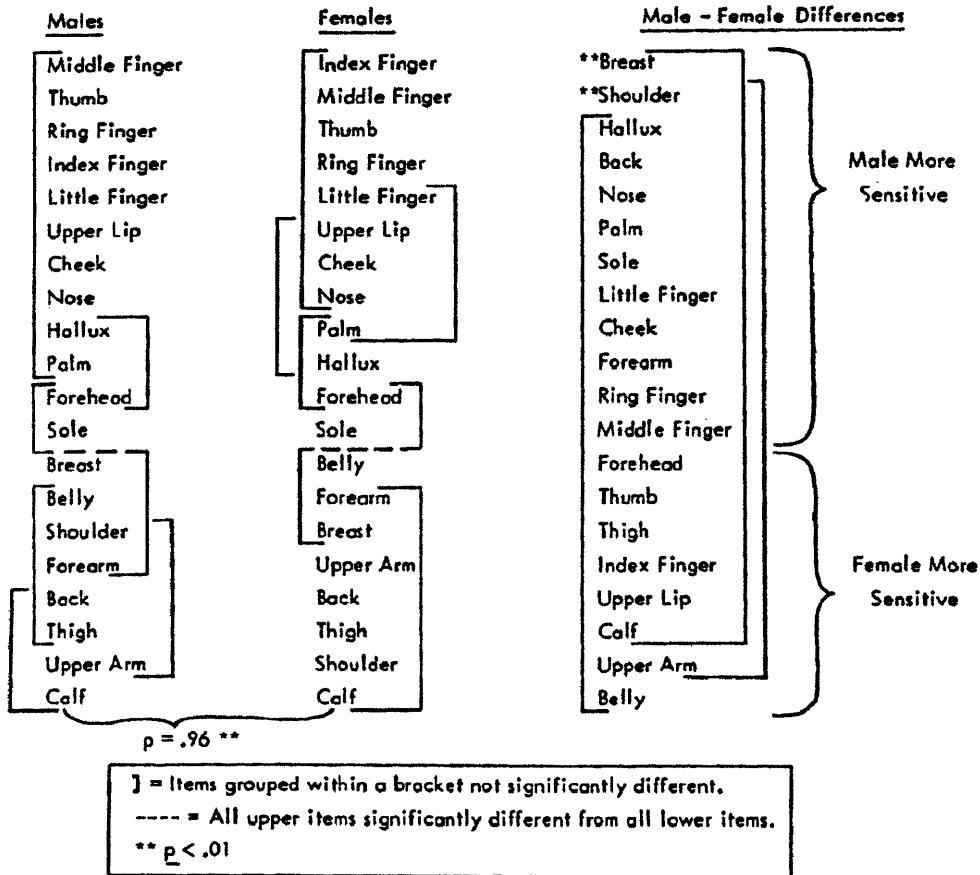 Males
Middle Finger
Thumb
Ring Finger
Index Finger
Little Finger
Upper Lip
Cheek
Nose
Hallux
Palm
Forehead
Sole
Breast
Belly
Shoulder
Forearm
Back
Thigh
Upper Arm
Calf
Females
Index Finger
Middle Finger
Thumb
Ring Finger
Little Finger
Upper Lip
Cheek
Nose
Palm
Hallux
Forehead
Sole
Belly
Forearm
Breast
Upper Arm
Back
Thigh
Shoulder
Calf
ρ = .96 **
Male - Female Differences
**Breast
**Shoulder
Hallux
Back
Nose
Palm
Sole
Little Finger
Cheek
Forearm
Ring Finger
Middle Finger
Forehead
Thumb
Thigh
Index Finger
Upper Lip
Calf
Upper Arm
Belly
Male More
Sensitive
Female More
Sensitive
] = Items grouped within a bracket not significantly different.
---- = All upper items significantly different from all lower items.
** p < .01